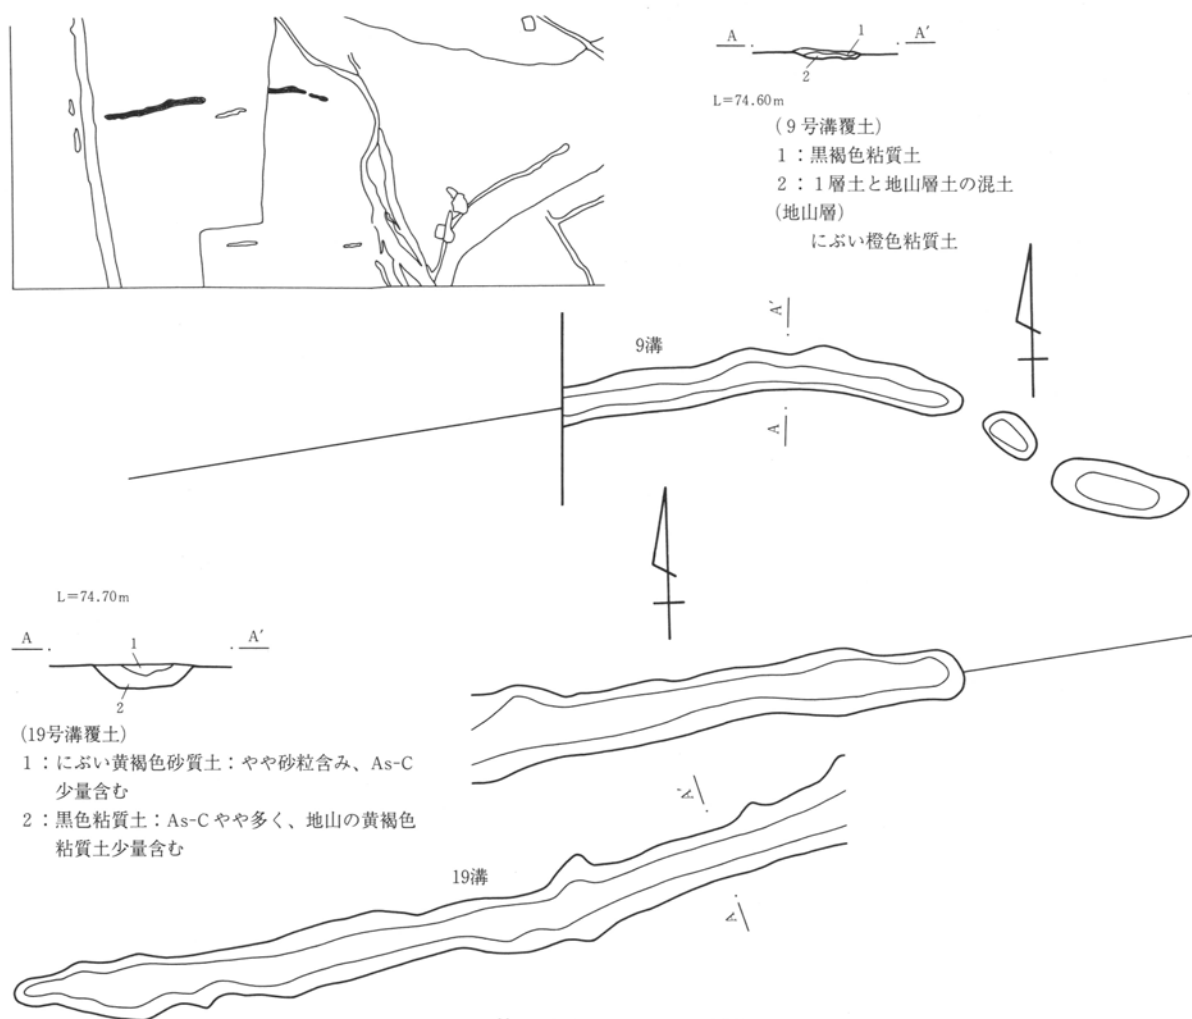 A 1 A′
2
L=74.60m
(9号溝覆土)
1：黒褐色粘質土
2：1層土と地山層土の混土
(地山層)
にぶい橙色粘質土
A′
9溝
A
L=74.70m
A 1 A′
2
(19号溝覆土)
1：にぶい黄褐色砂質土：やや砂粒含み、As-C
少量含む
2：黒色粘質土：As-Cやや多く、地山の黄褐色
粘質土少量含む
A′
19溝
A